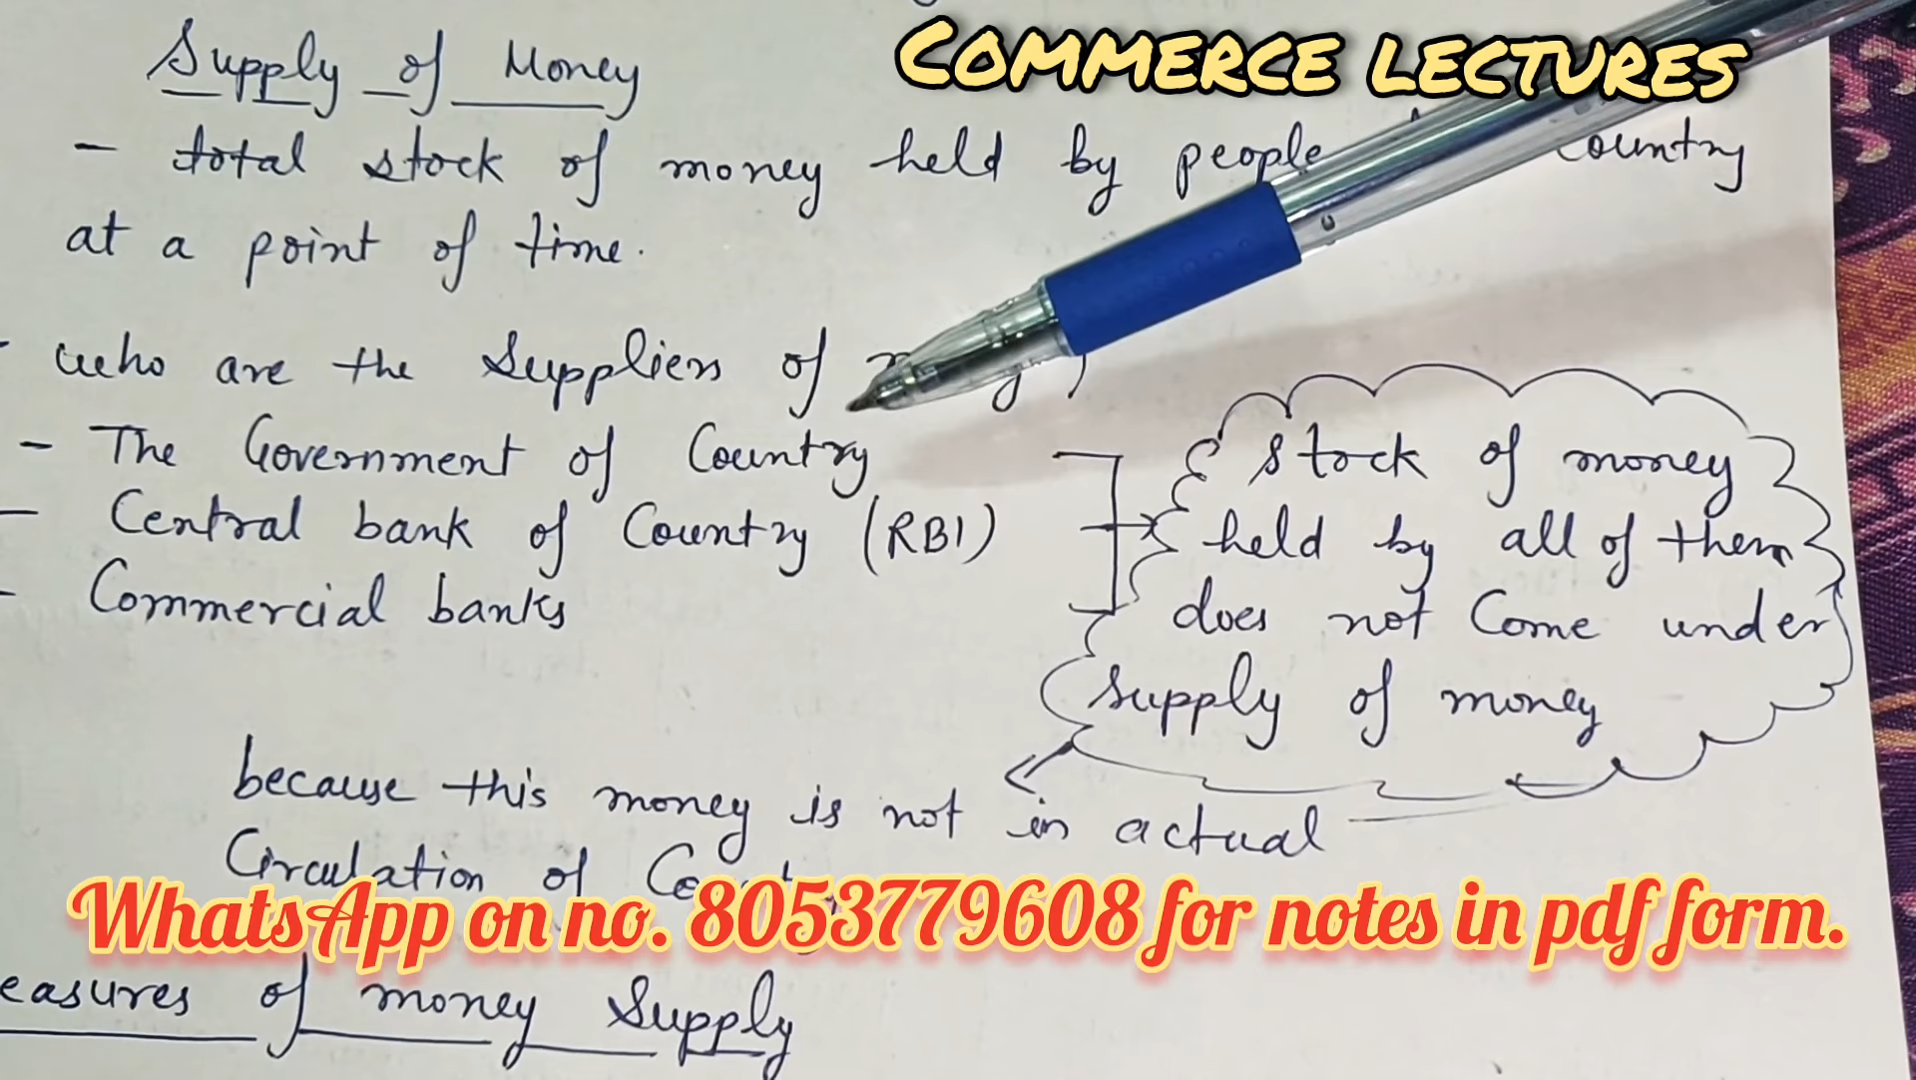 COMMERCE LECTURES
Supply of Money
- total stock of money held by people country
at a point of time.
- who are the Suppliers of
- The Government of Country
- Central bank of Country (RBI)
- Commercial banks
stock of money
held by all of them
does not Come under
supply of money
because this money is not in actual
Circulation of
WhatsApp on no. 8053779608 for notes in pdf form.
easures of money Supply